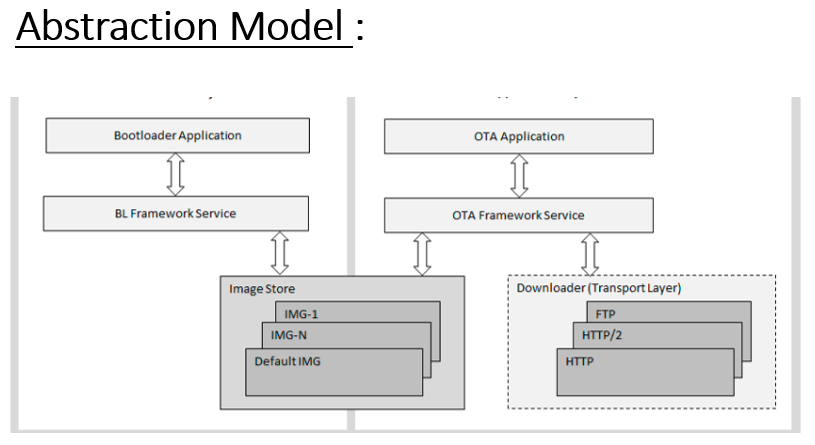 Abstraction Model :
Bootloader Application
OTA Application
BL Framework Service
OTA Framework Service
Image Store
IMG-1
IMG-N
Default IMG
Downloader (Transport Layer)
FTP
HTTP/2
HTTP